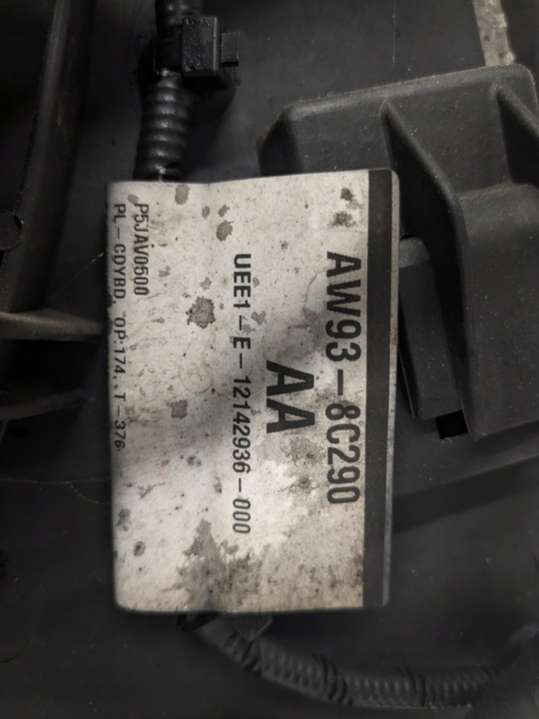 AW93-8C290
AA
UEE1-E-12142936-000
P5JAV0500
PL-CDYBD, OP:174, T-376